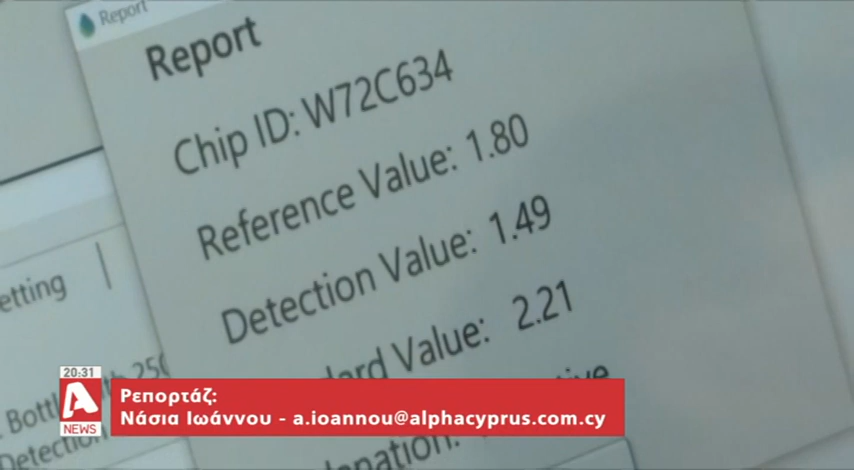 Report
Report
Chip ID: W72C634
Reference Value: 1.80
Detection Value: 1.49
Value: 2.21
etting
20:31
A
NEWS
Ρεπορτάζ:
Νάσια Ιωάννου - a.ioannou@alphacyprus.com.cy